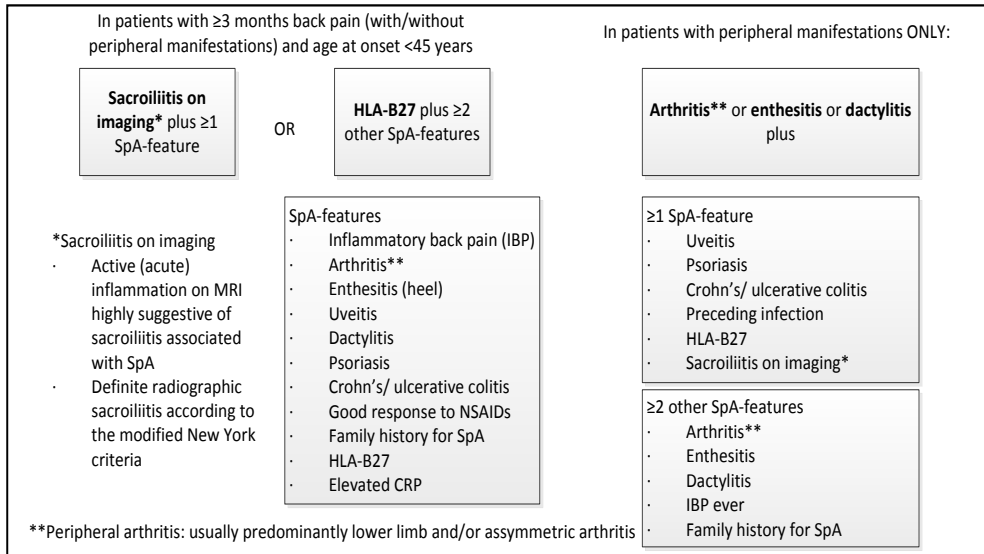 In patients with ≥3 months back pain (with/without
peripheral manifestations) and age at onset <45 years
Sacroiliitis on
imaging* plus ≥1
SpA-feature
OR
HLA-B27 plus ≥2
other SpA-features
*Sacroiliitis on imaging
· Active (acute)
inflammation on MRI
highly suggestive of
sacroiliitis associated
with SpA
· Definite radiographic
sacroiliitis according to
the modified New York
criteria
SpA-features
· Inflammatory back pain (IBP)
· Arthritis**
· Enthesitis (heel)
· Uveitis
· Dactylitis
· Psoriasis
· Crohn's/ ulcerative colitis
· Good response to NSAIDs
· Family history for SpA
· HLA-B27
· Elevated CRP
In patients with peripheral manifestations ONLY:
Arthritis** or enthesitis or dactylitis
plus
≥1 SpA-feature
· Uveitis
· Psoriasis
· Crohn's/ ulcerative colitis
· Preceding infection
· HLA-B27
· Sacroiliitis on imaging*
≥2 other SpA-features
· Arthritis**
· Enthesitis
· Dactylitis
· IBP ever
· Family history for SpA
**Peripheral arthritis: usually predominantly lower limb and/or assymmetric arthritis